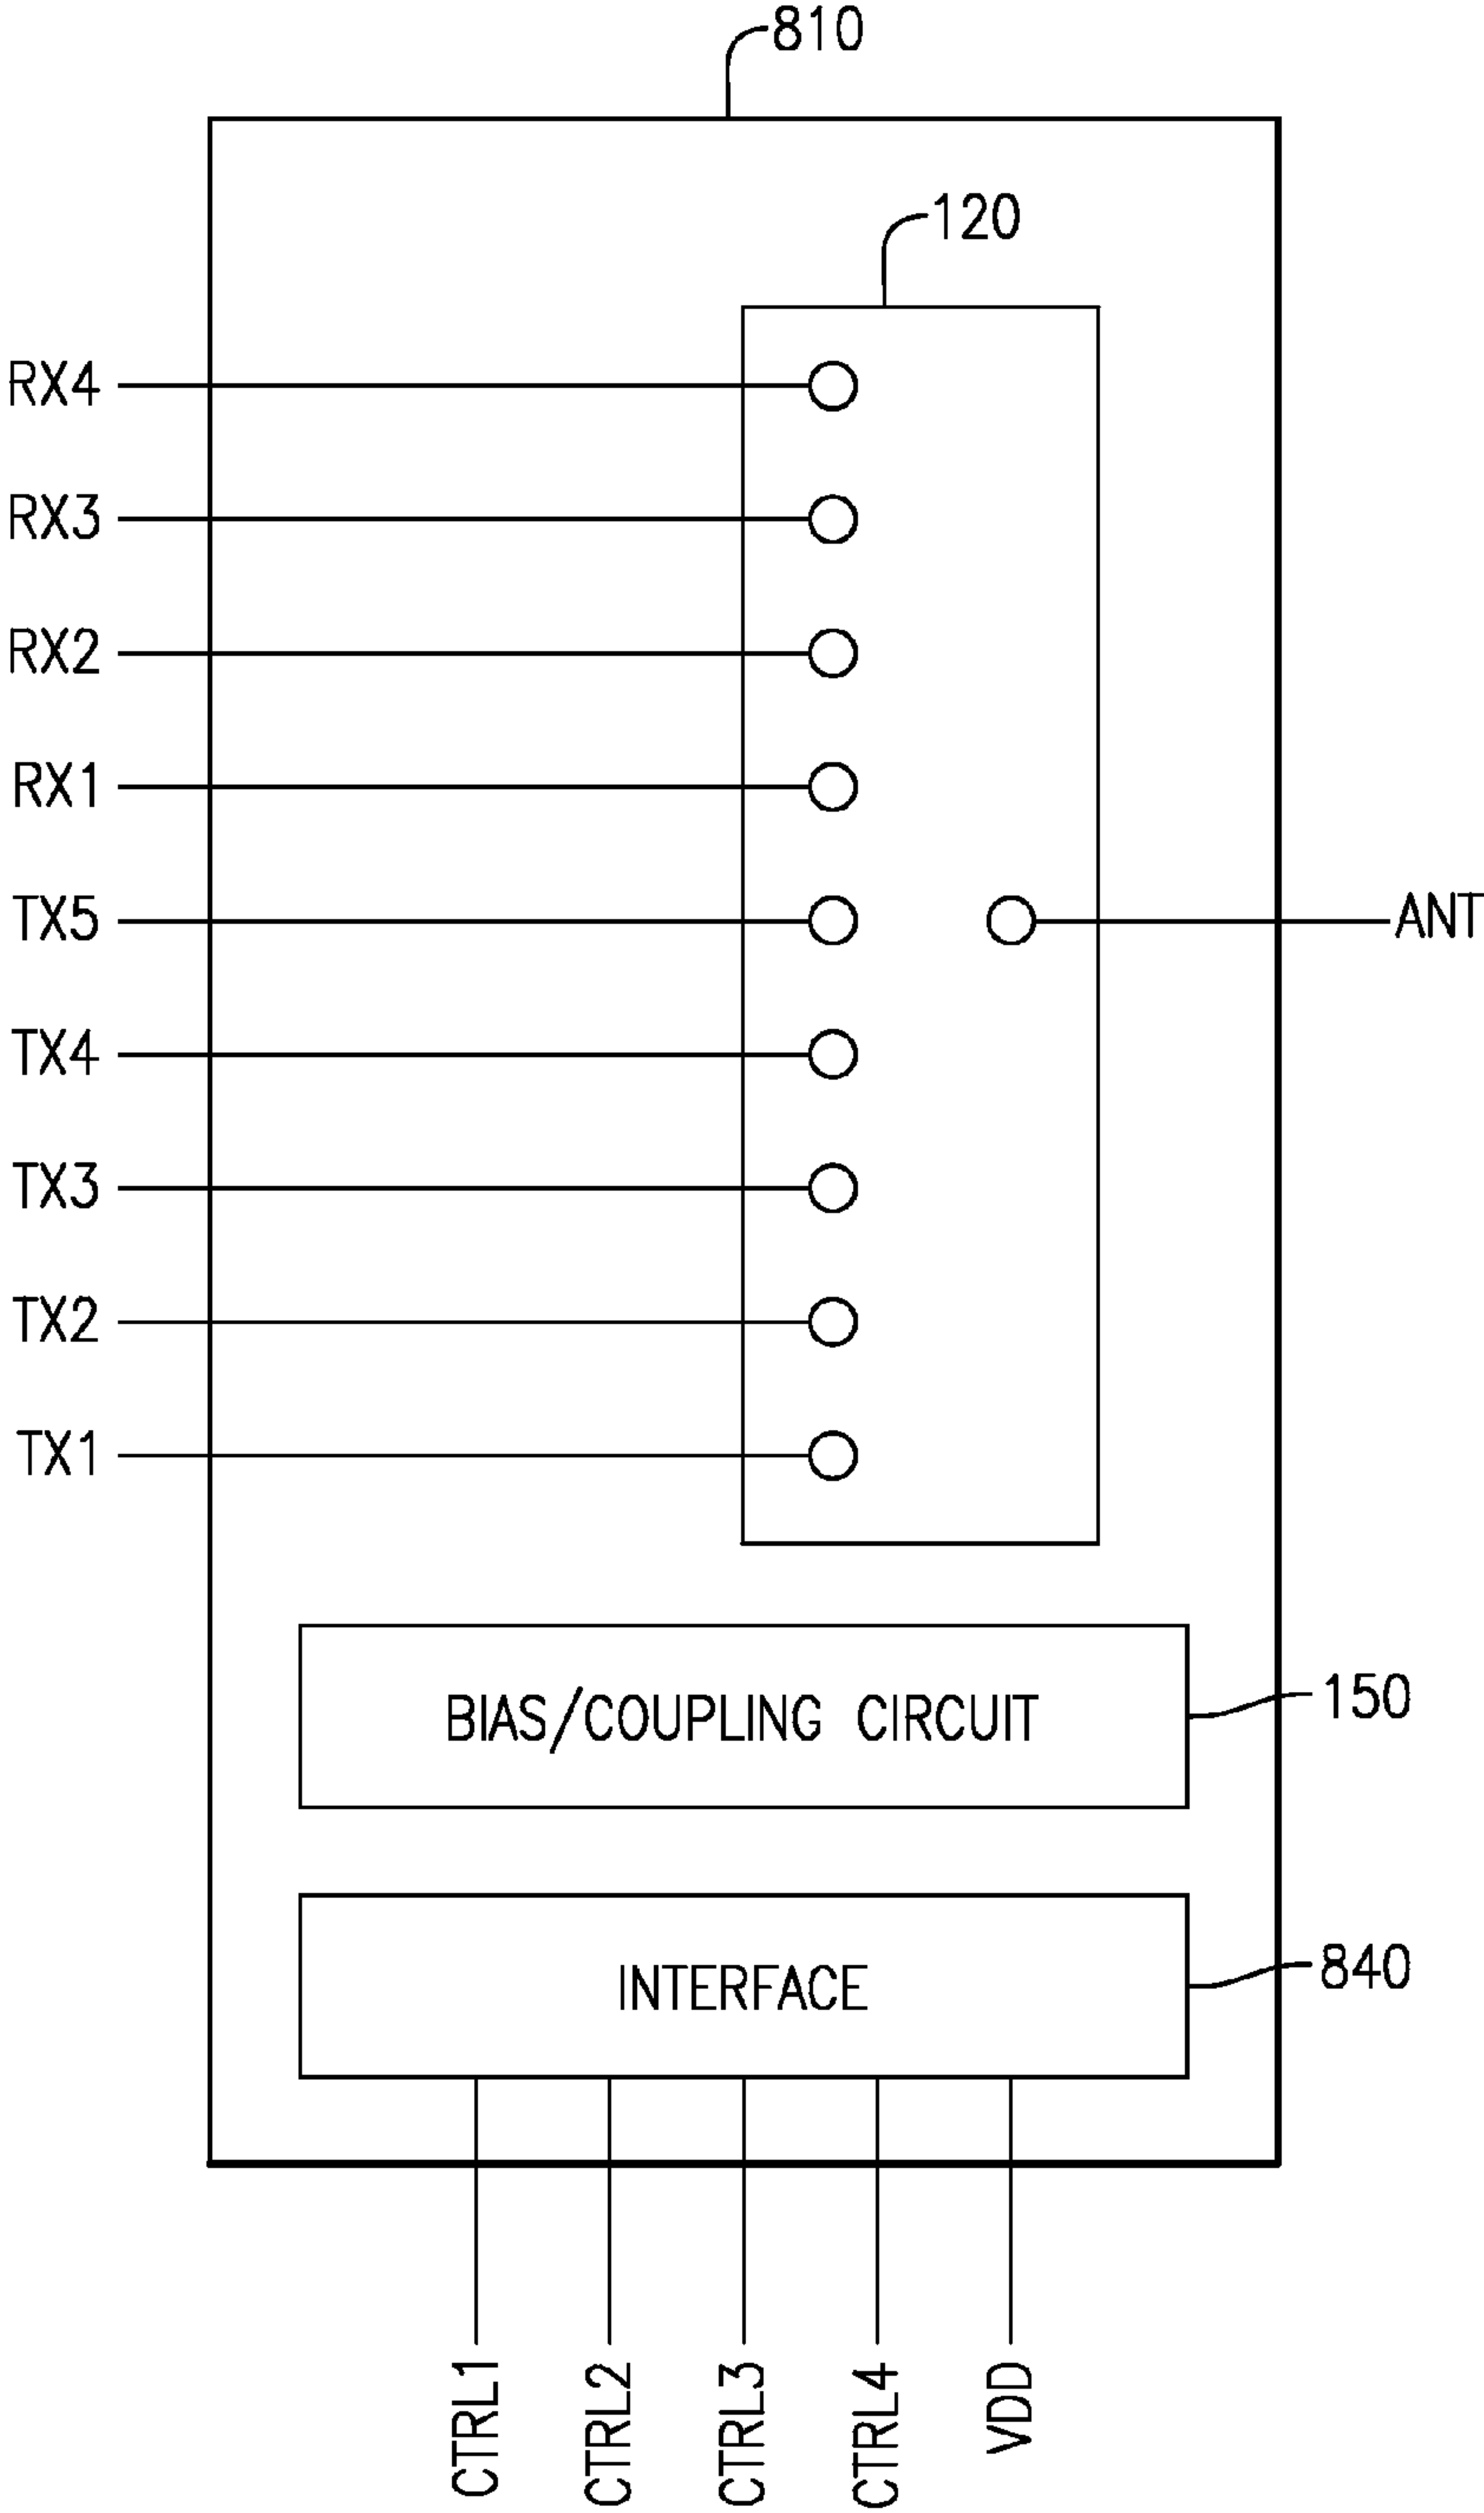 810
120
RX4
RX3
RX2
RX1
TX5
ANT
TX4
TX3
TX2
TX1
BIAS/COUPLING CIRCUIT
150
INTERFACE
840
CTRL1
CTRL2
CTRL3
CTRL4
VDD